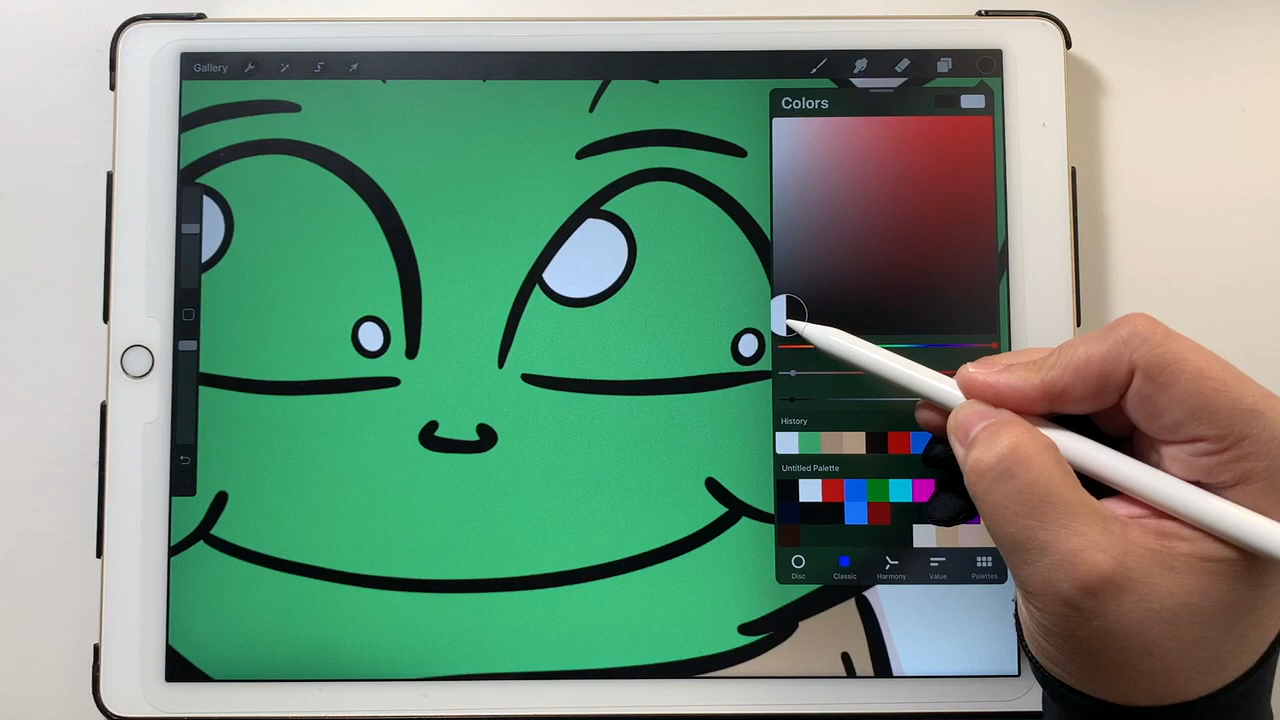 Gallery
S
Colors
History
Untitled Palette
Disc Classic Harmony Value Palettes